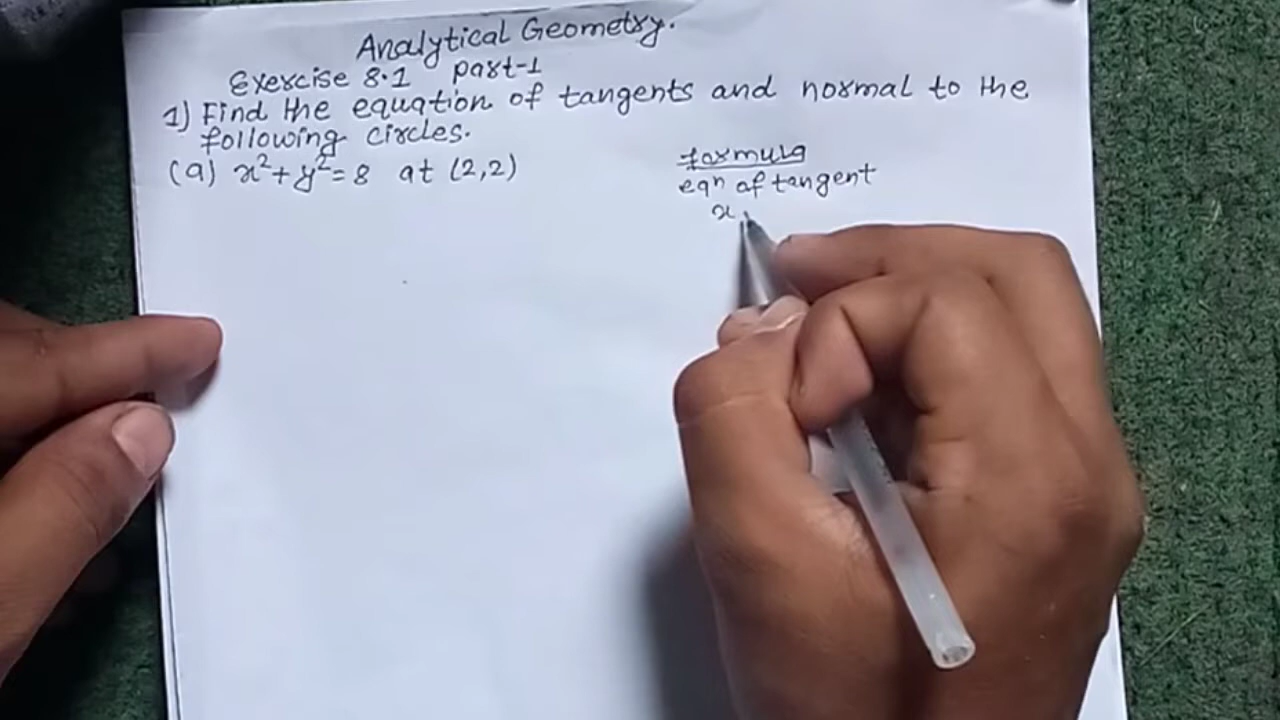 Analytical Geometry.
Exercise 8.1 part-1
1) Find the equation of tangents and normal to the
following circles.
(a) x²+y²=8 at (2,2)
formula
eqⁿ of tangent
x